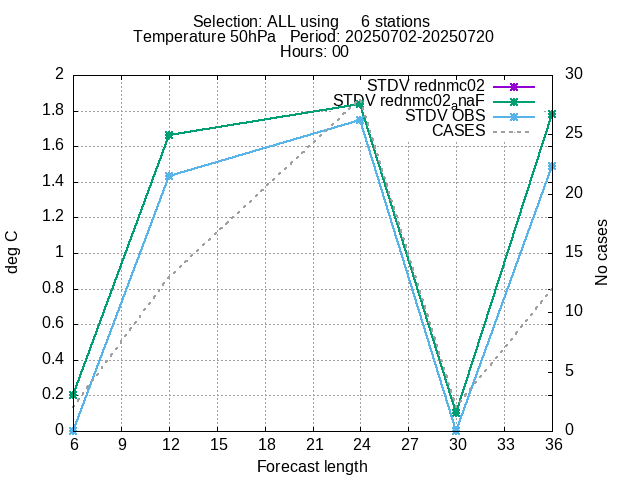 Selection: ALL using     6 stations
Temperature 50hPa   Period: 20250702-20250720
Hours: 00
STDV rednmc02
STDV rednmc02anaF
STDV OBS
CASES
deg C
No cases
2
1.8
1.6
1.4
1.2
1
0.8
0.6
0.4
0.2
0
30
25
20
15
10
5
0
6 9 12 15 18 21 24 27 30 33 36
Forecast length